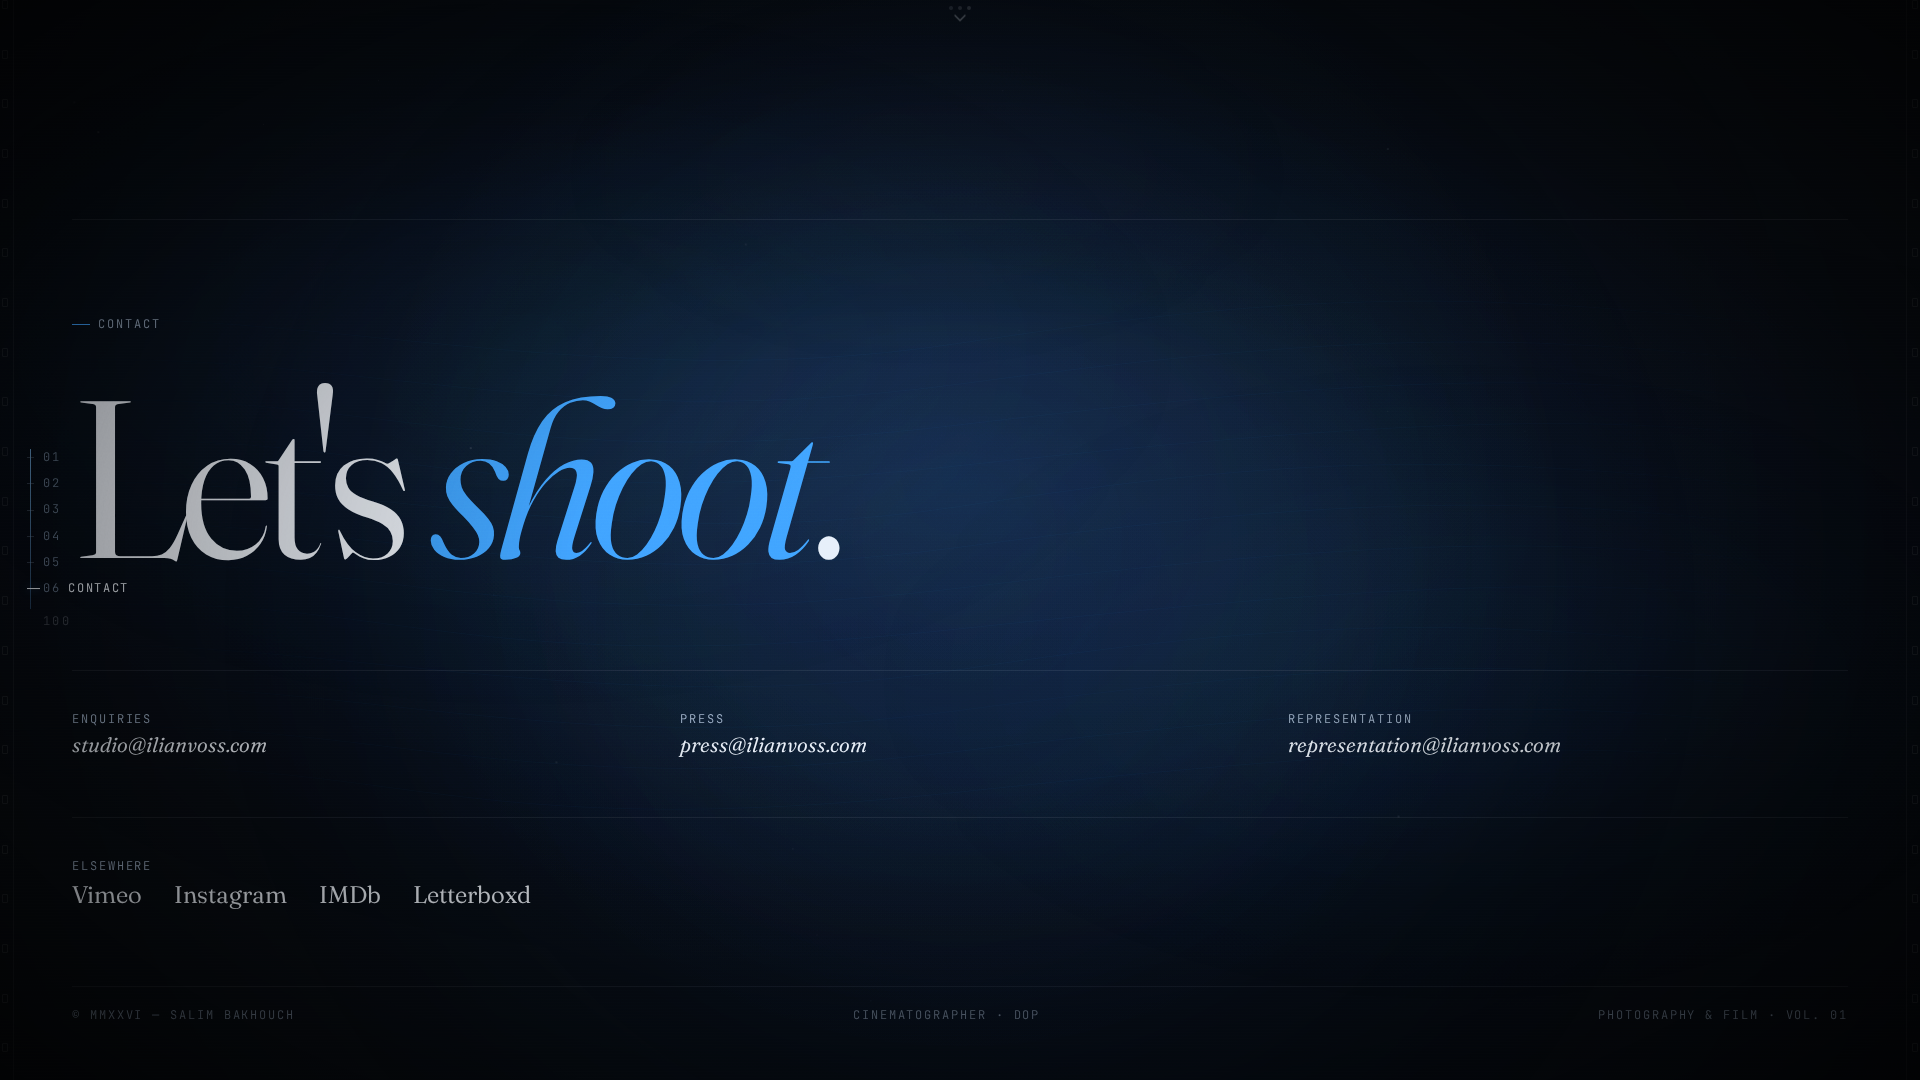 CONTACT
Let's shoot.
01
02
03
04
05
06 CONTACT
100
ENQUIRIES
studio@ilianvoss.com
PRESS
press@ilianvoss.com
REPRESENTATION
representation@ilianvoss.com
ELSEWHERE
Vimeo Instagram IMDb Letterboxd
© MMXXVI — SALIM BAKHOUCH
CINEMATOGRAPHER · DOP
PHOTOGRAPHY & FILM · VOL. 01